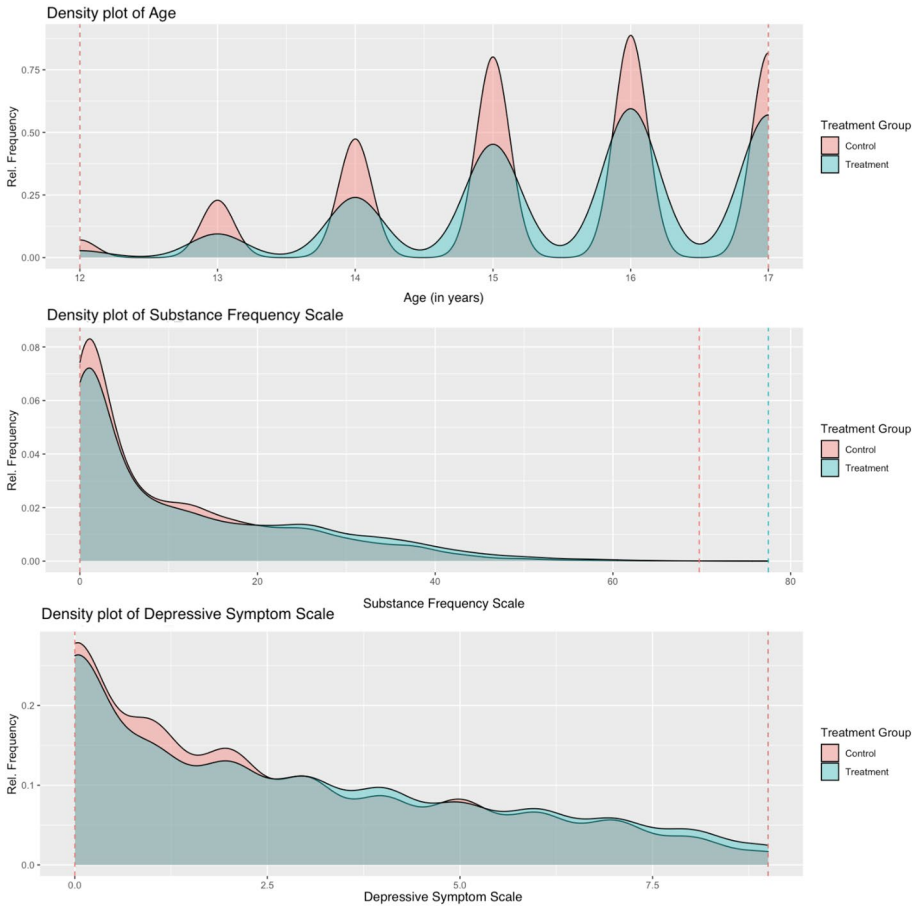 Density plot of Age
0.75
0.50
0.25
0.00
Rel. Frequency
12 13 14 15 16 17
Age (in years)
Treatment Group
Control
Treatment
Density plot of Substance Frequency Scale
0.08
0.06
0.04
0.02
0.00
Rel. Frequency
0 20 40 60 80
Substance Frequency Scale
Treatment Group
Control
Treatment
Density plot of Depressive Symptom Scale
0.2
0.1
0.0
Rel. Frequency
0.0 2.5 5.0 7.5
Depressive Symptom Scale
Treatment Group
Control
Treatment